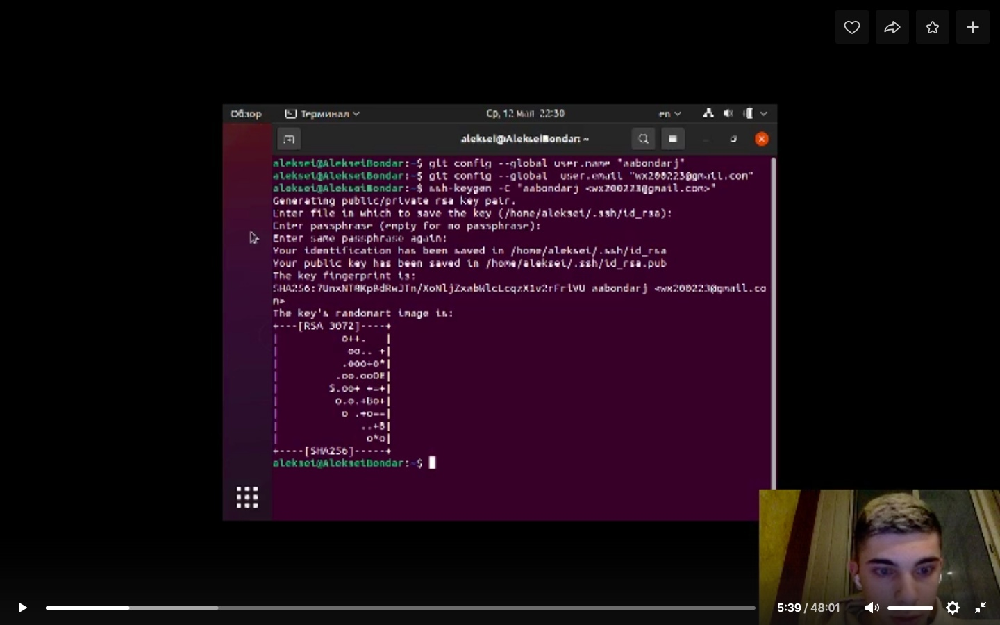 Обзор
Терминал
Ср, 12 мая 22:30
en
aleksei@AlekseiBondar: ~
aleksei@AlekseiBondar:~$ git config --global user.name "aabondarj"
aleksei@AlekseiBondar:~$ git config --global  user.email "wx200223@gmail.com"
aleksei@AlekseiBondar:~$ ssh-keygen -C "aabondarj <wx200223@gmail.com>"
Generating public/private rsa key pair.
Enter file in which to save the key (/home/aleksei/.ssh/id_rsa):
Enter passphrase (empty for no passphrase):
Enter same passphrase again:
Your identification has been saved in /home/aleksei/.ssh/id_rsa
Your public key has been saved in /home/aleksei/.ssh/id_rsa.pub
The key fingerprint is:
aabondarj <wx200223@gmail.co
m>
The key's randomart image is:
+---[RSA 3072]----+
|          o++.   |
|           oo.. +|
|          .ooo+o*|
|         .oo.ooOE|
|        S.oo+ +=+|
|         o.o.+Bo+|
|          o .+o==|
|             ..+B|
|              o*o|
+----[SHA256]-----+
aleksei@AlekseiBondar:~$
5:39 / 48:01